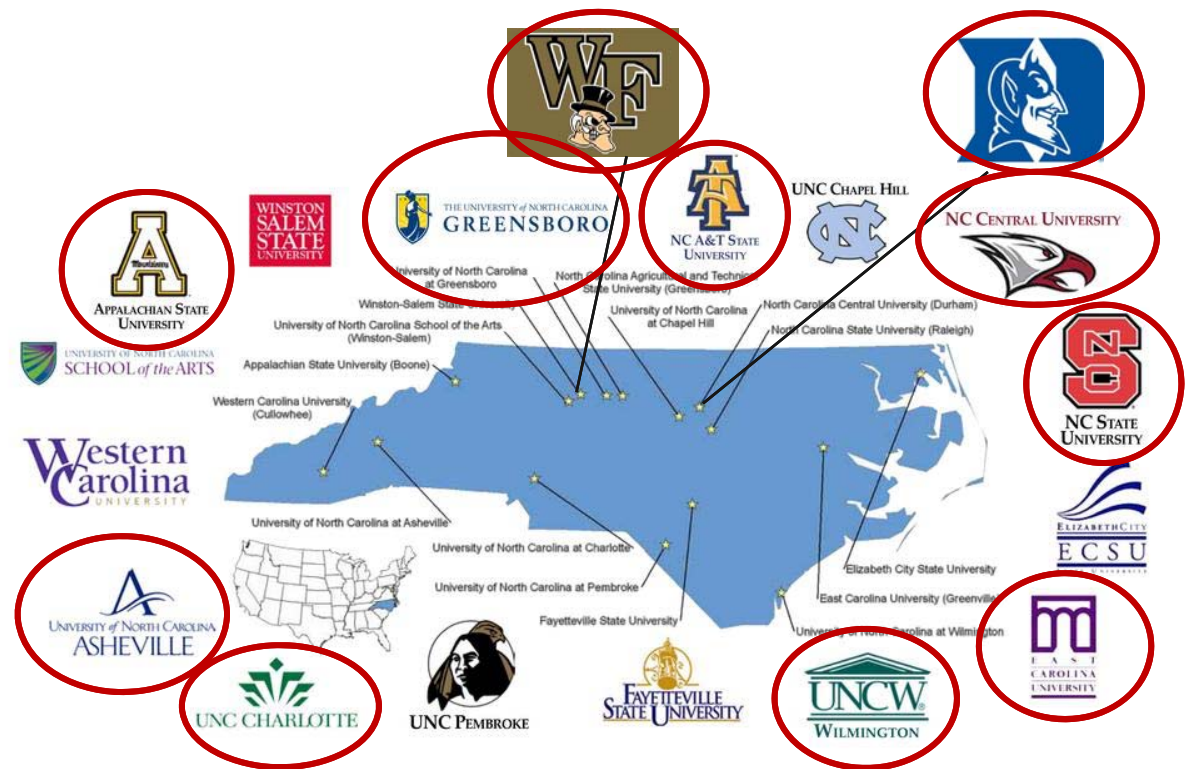 WF
WINSTON
SALEM
STATE
UNIVERSITY
THE UNIVERSITY of NORTH CAROLINA
GREENSBORO
AT
NC A&T STATE
UNIVERSITY
UNC CHAPEL HILL
NC
NC CENTRAL UNIVERSITY
A
Mountaineers
APPALACHIAN STATE
UNIVERSITY
University of North Carolina
at Greensboro
North Carolina Agricultural and Technical
State University (Greensboro)
Winston-Salem State University
University of North Carolina
at Chapel Hill
North Carolina Central University (Durham)
University of North Carolina School of the Arts
(Winston-Salem)
North Carolina State University (Raleigh)
UNIVERSITY OF NORTH CAROLINA
SCHOOL of the ARTS
Appalachian State University (Boone)
Western Carolina University
(Cullowhee)
NCS
NC STATE
UNIVERSITY
Western
Carolina
UNIVERSITY
University of North Carolina at Asheville
University of North Carolina at Charlotte
ELIZABETH CITY
ECSU
Elizabeth City State University
University of North Carolina at Pembroke
East Carolina University (Greenville)
Fayetteville State University
University of North Carolina at Wilmington
UNIVERSITY of NORTH CAROLINA
ASHEVILLE
EAST
CAROLINA
UNIVERSITY
UNC CHARLOTTE
UNC PEMBROKE
FAYETTEVILLE
STATE UNIVERSITY
UNCW
WILMINGTON